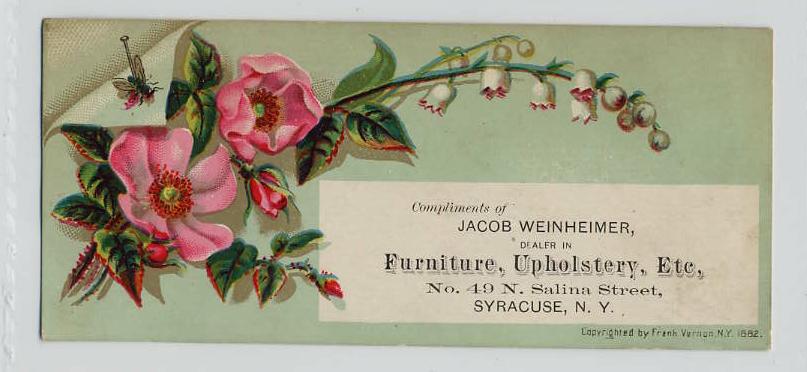 Compliments of
JACOB WEINHEIMER,
DEALER IN
Furniture, Upholstery, Etc,
No. 49 N. Salina Street,
SYRACUSE, N. Y.
Copyrighted by Frank Vernon, N.Y. 1882.